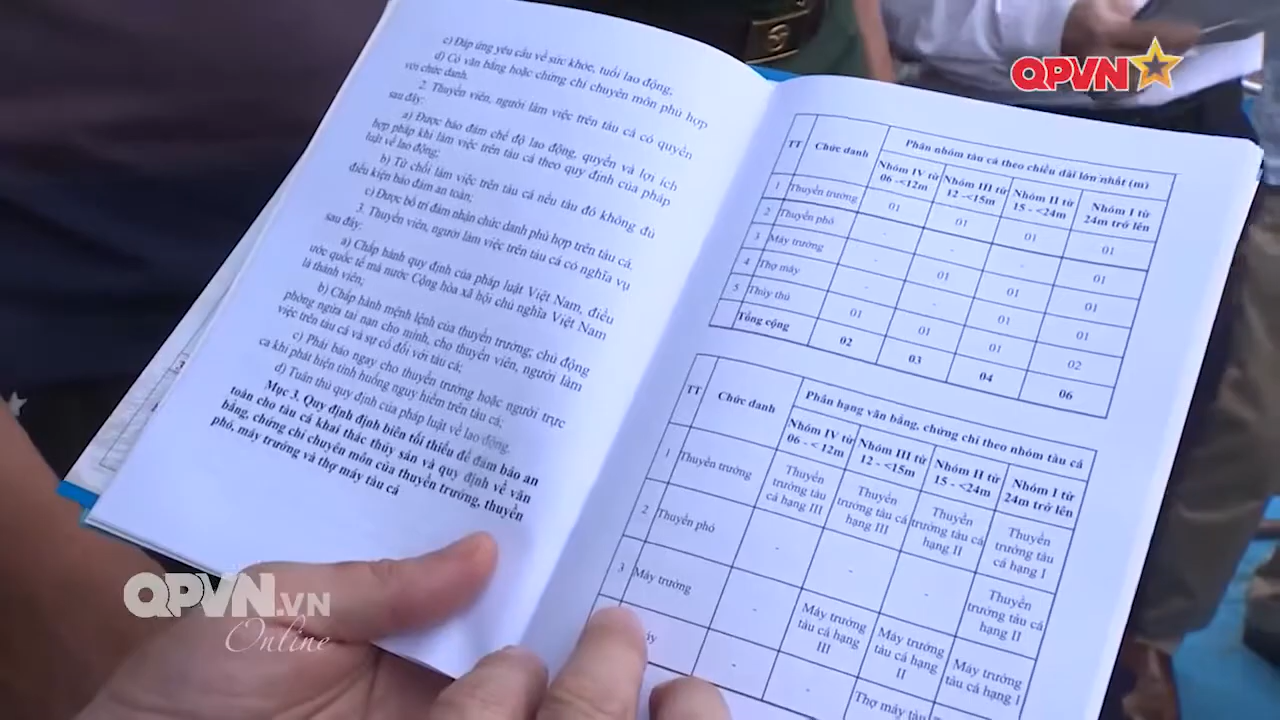 QPVN
c) Đáp ứng yêu cầu về sức khỏe, tuổi lao động;
d) Có văn bằng hoặc chứng chỉ chuyên môn phù hợp
với chức danh.
2. Thuyền viên, người làm việc trên tàu cá có quyền
sau đây:
a) Được bảo đảm chế độ lao động, quyền và lợi ích
hợp pháp khi làm việc trên tàu cá theo quy định của pháp
luật về lao động;
b) Từ chối làm việc trên tàu cá nếu tàu đó không đủ
điều kiện bảo đảm an toàn;
c) Được bố trí đảm nhận chức danh phù hợp trên tàu cá.
3. Thuyền viên, người làm việc trên tàu cá có nghĩa vụ
sau đây:
a) Chấp hành quy định của pháp luật Việt Nam, điều
ước quốc tế mà nước Cộng hòa xã hội chủ nghĩa Việt Nam
là thành viên;
b) Chấp hành mệnh lệnh của thuyền trưởng; chủ động
phòng ngừa tai nạn cho mình, cho thuyền viên, người làm
việc trên tàu cá và sự cố đối với tàu cá;
c) Phải báo ngay cho thuyền trưởng hoặc người trực
ca khi phát hiện tình huống nguy hiểm trên tàu cá;
d) Tuân thủ quy định của pháp luật về lao động.
Mục 3. Quy định định biên tối thiểu để đảm bảo an
toàn cho tàu cá khai thác thủy sản và quy định về văn
bằng, chứng chỉ chuyên môn của thuyền trưởng, thuyền
phó, máy trưởng và thợ máy tàu cá
TT Chức danh Phân nhóm tàu cá theo chiều dài lớn nhất (m)
Nhóm IV từ 06 -<12m Nhóm III từ 12 -<15m Nhóm II từ 15 - <24m Nhóm I từ 24m trở lên
1 Thuyền trưởng 01 01 01 01
2 Thuyền phó - - - 01
3 Máy trưởng - 01 01 01
4 Thợ máy - - 01 01
5 Thủy thủ 01 01 01 02
Tổng cộng 02 03 04 06
TT Chức danh Phân hạng văn bằng, chứng chỉ theo nhóm tàu cá
Nhóm IV từ 06 - < 12m Nhóm III từ 12 - <15m Nhóm II từ 15 - <24m Nhóm I từ 24m trở lên
1 Thuyền trưởng Thuyền trưởng tàu cá hạng III Thuyền trưởng tàu cá hạng III Thuyền trưởng tàu cá hạng II Thuyền trưởng tàu cá hạng I
2 Thuyền phó - - - Thuyền trưởng tàu cá hạng II
3 Máy trưởng - Máy trưởng tàu cá hạng III Máy trưởng tàu cá hạng II Máy trưởng tàu cá hạng I
- - Thợ máy tàu
QPVN.VN
Online